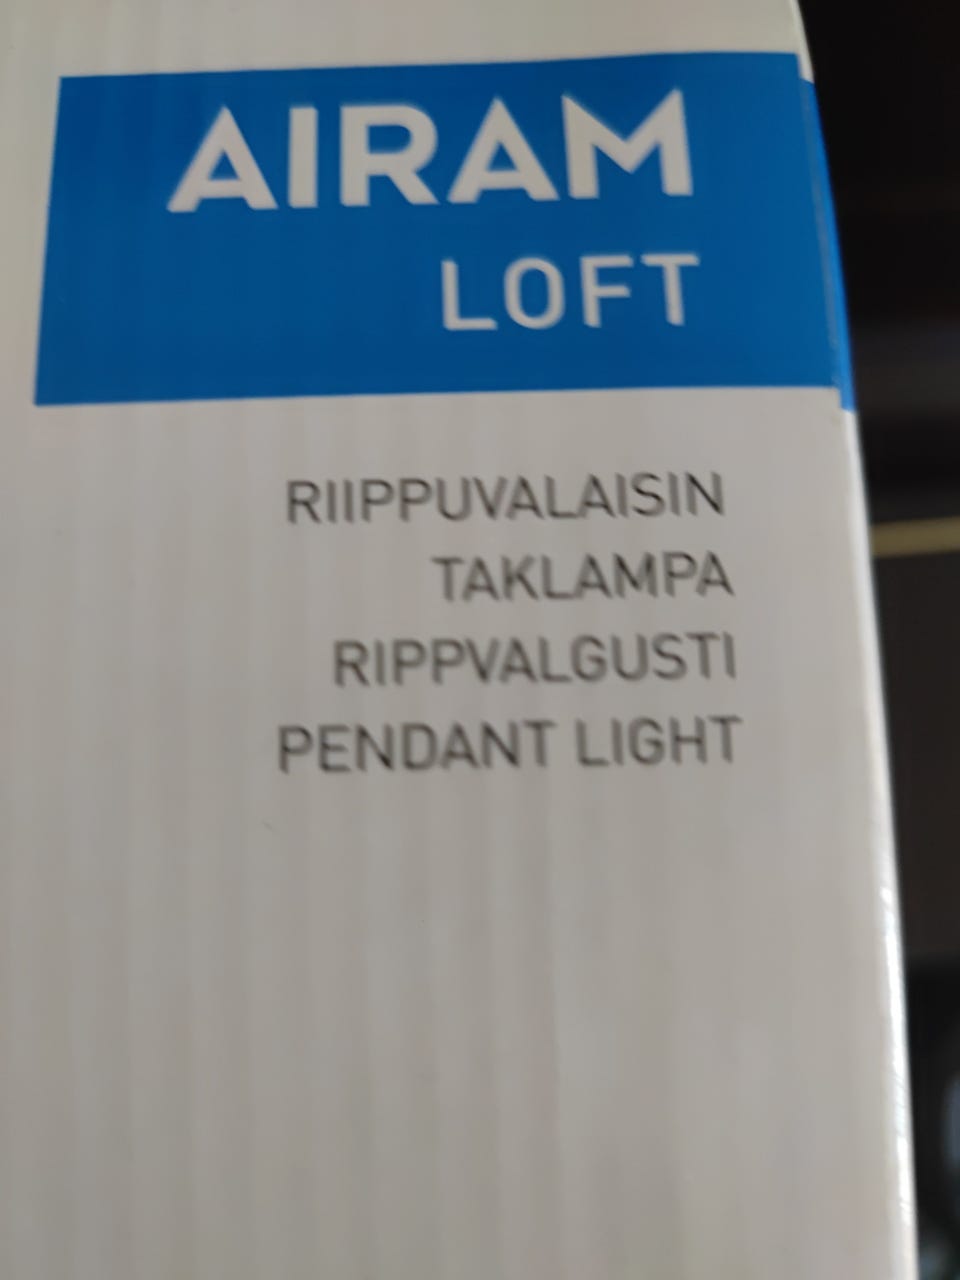 AIRAM
LOFT
RIIPPUVALAISIN
TAKLAMPA
RIPPVALGUSTI
PENDANT LIGHT